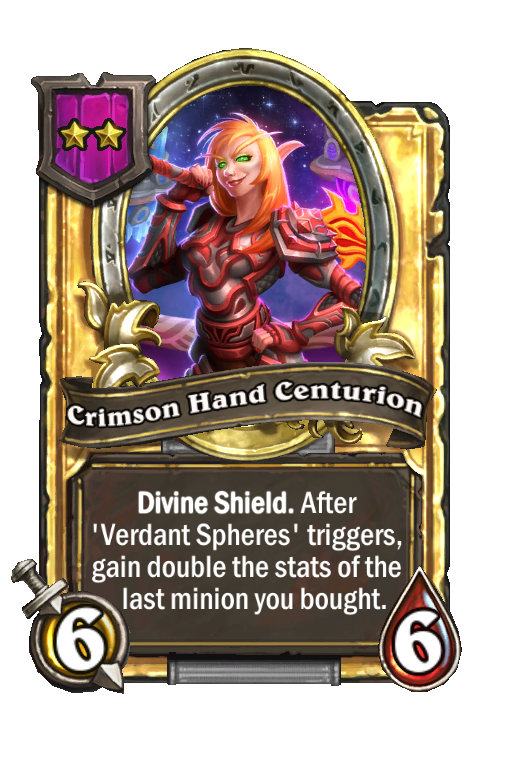 Crimson Hand Centurion
Divine Shield. After
'Verdant Spheres' triggers,
gain double the stats of the
last minion you bought.
6
6